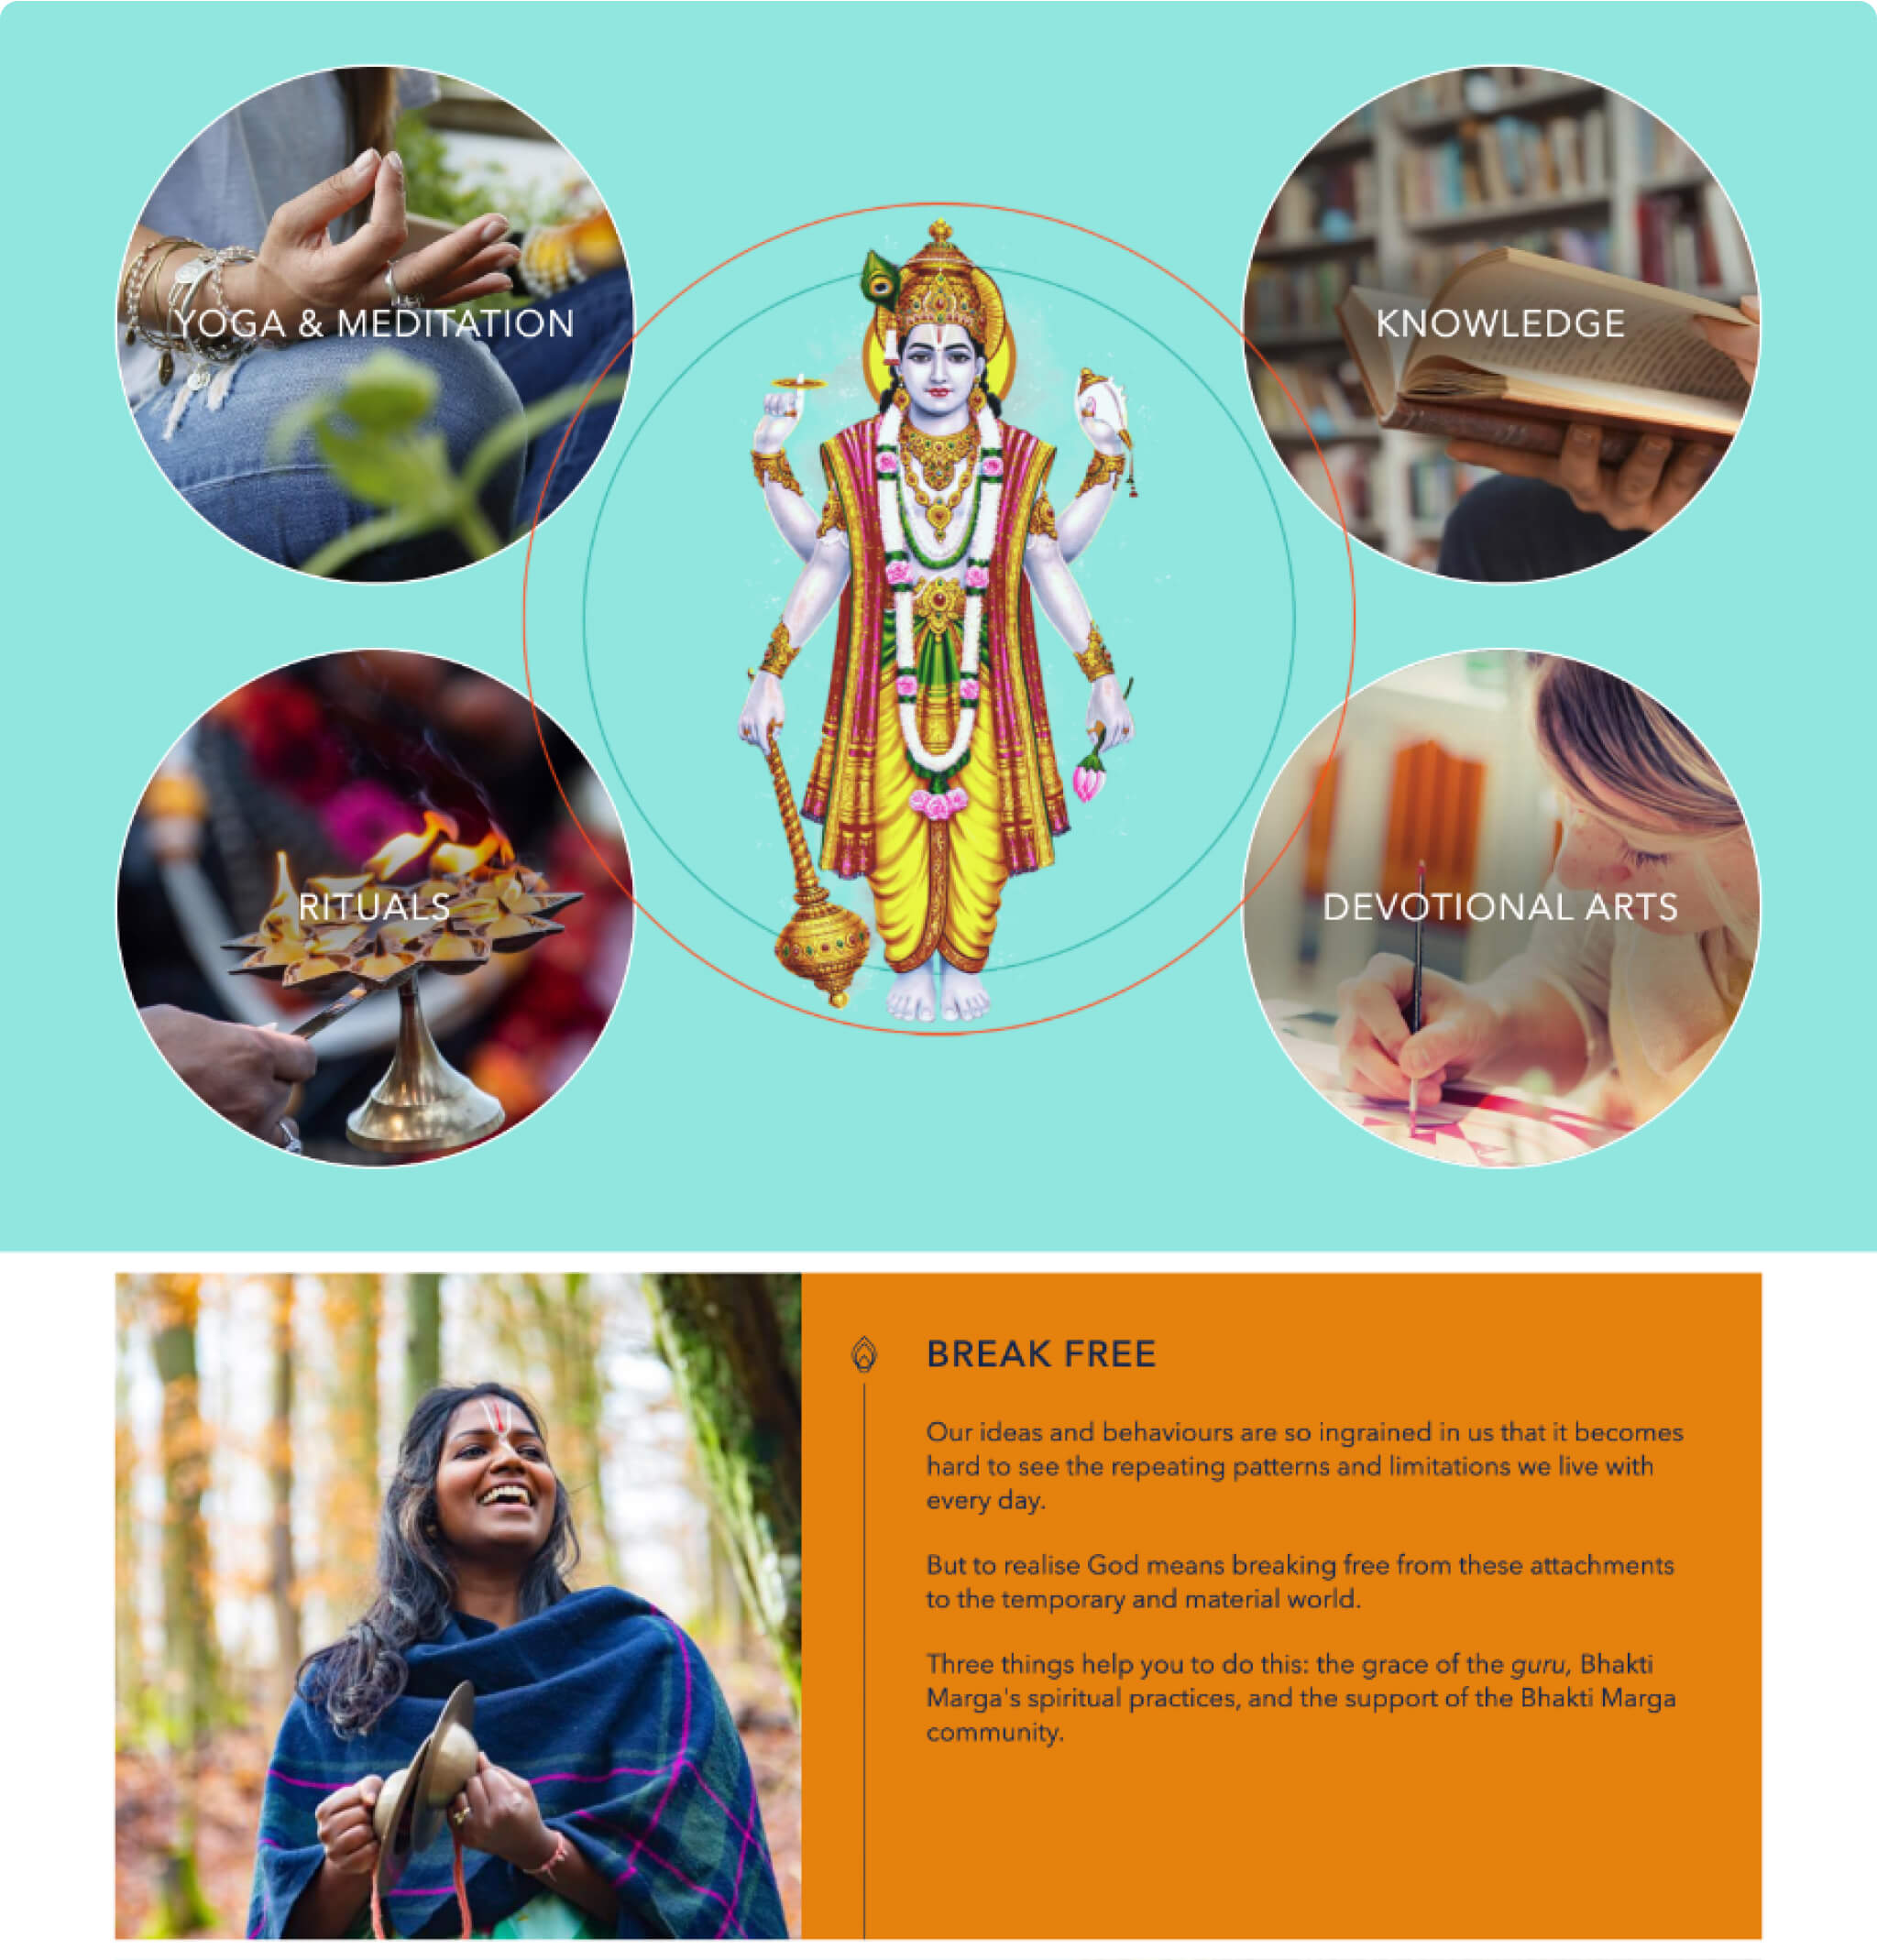 YOGA & MEDITATION
KNOWLEDGE
RITUALS
DEVOTIONAL ARTS
BREAK FREE
Our ideas and behaviours are so ingrained in us that it becomes
hard to see the repeating patterns and limitations we live with
every day.
But to realise God means breaking free from these attachments
to the temporary and material world.
Three things help you to do this: the grace of the guru, Bhakti
Marga's spiritual practices, and the support of the Bhakti Marga
community.